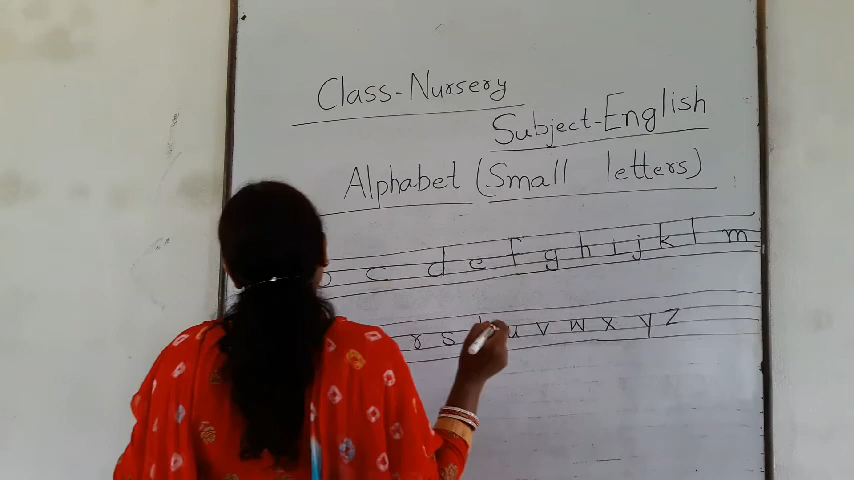 Class-Nursery
Subject-English
Alphabet (Small letters)
c d e f g h i j k l m
r s t u v w x y z